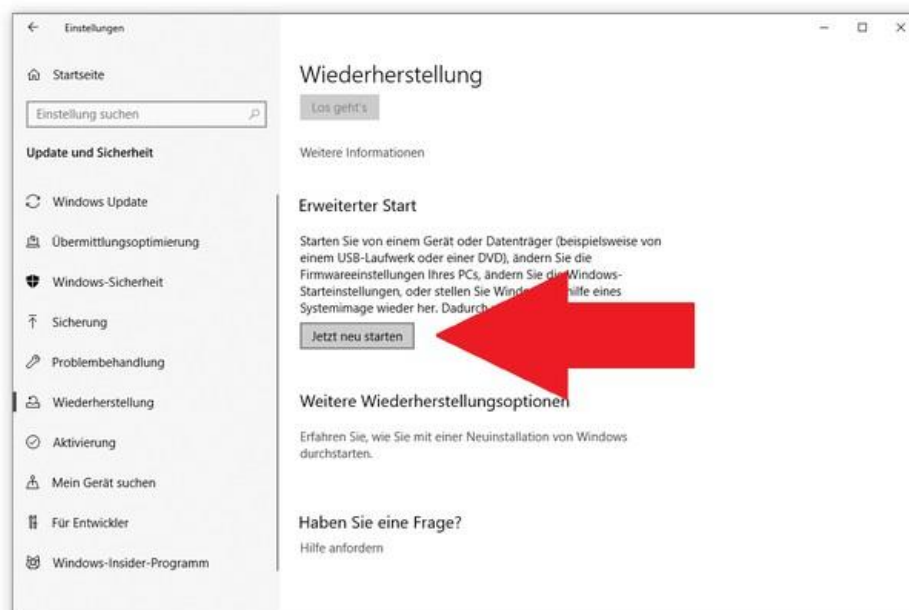 Einstellungen
Startseite
Einstellung suchen
Update und Sicherheit
Windows Update
Übermittlungsoptimierung
Windows-Sicherheit
Sicherung
Problembehandlung
Wiederherstellung
Aktivierung
Mein Gerät suchen
Für Entwickler
Windows-Insider-Programm
Wiederherstellung
Los geht's
Weitere Informationen
Erweiterter Start
Starten Sie von einem Gerät oder Datenträger (beispielsweise von
einem USB-Laufwerk oder einer DVD), ändern Sie die
Firmwareeinstellungen Ihres PCs, ändern Sie die Windows-
Starteinstellungen, oder stellen Sie hilfe eines
Systemimage wieder her. Dadurch
Jetzt neu starten
Weitere Wiederherstellungsoptionen
Erfahren Sie, wie Sie mit einer Neuinstallation von Windows
durchstarten.
Haben Sie eine Frage?
Hilfe anfordern